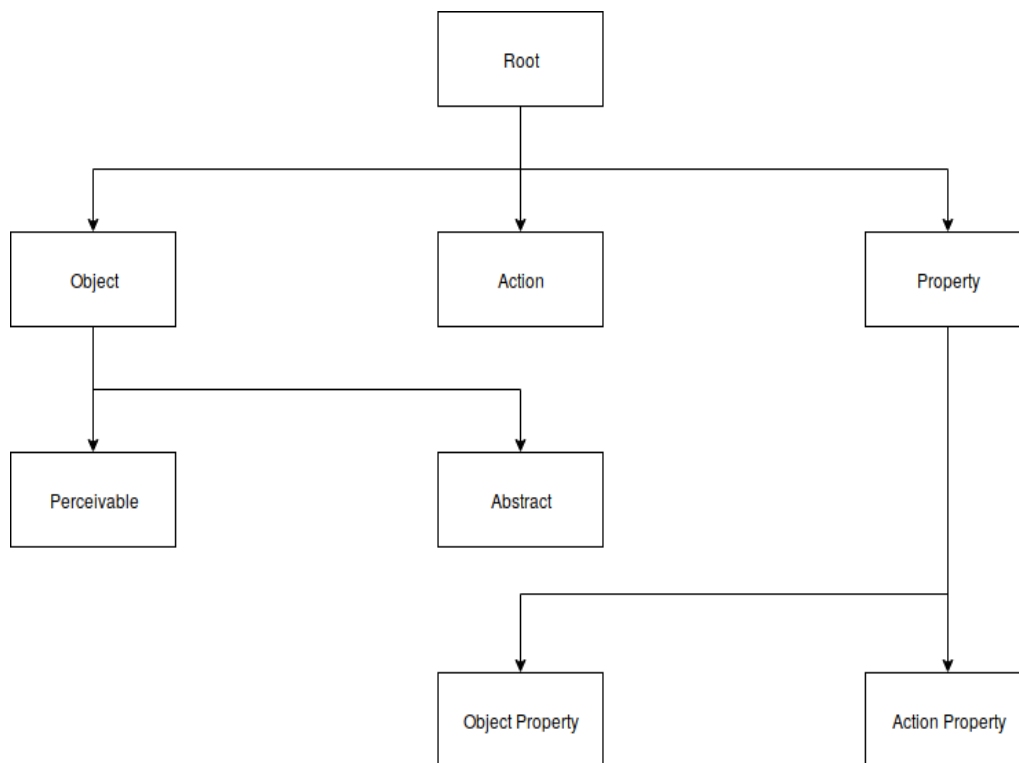 Root
Object
Action
Property
Perceivable
Abstract
Object Property
Action Property